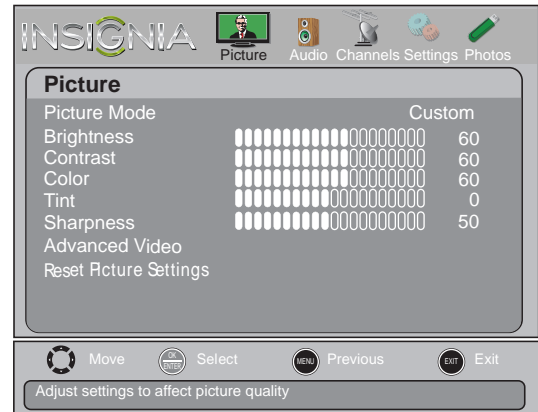 INSIGNIA
Picture Audio Channels Settings Photos
Picture
Picture Mode Custom
Brightness 60
Contrast 60
Color 60
Tint 0
Sharpness 50
Advanced Video
Reset Picture Settings
Move OK ENTER Select MENU Previous EXIT Exit
Adjust settings to affect picture quality